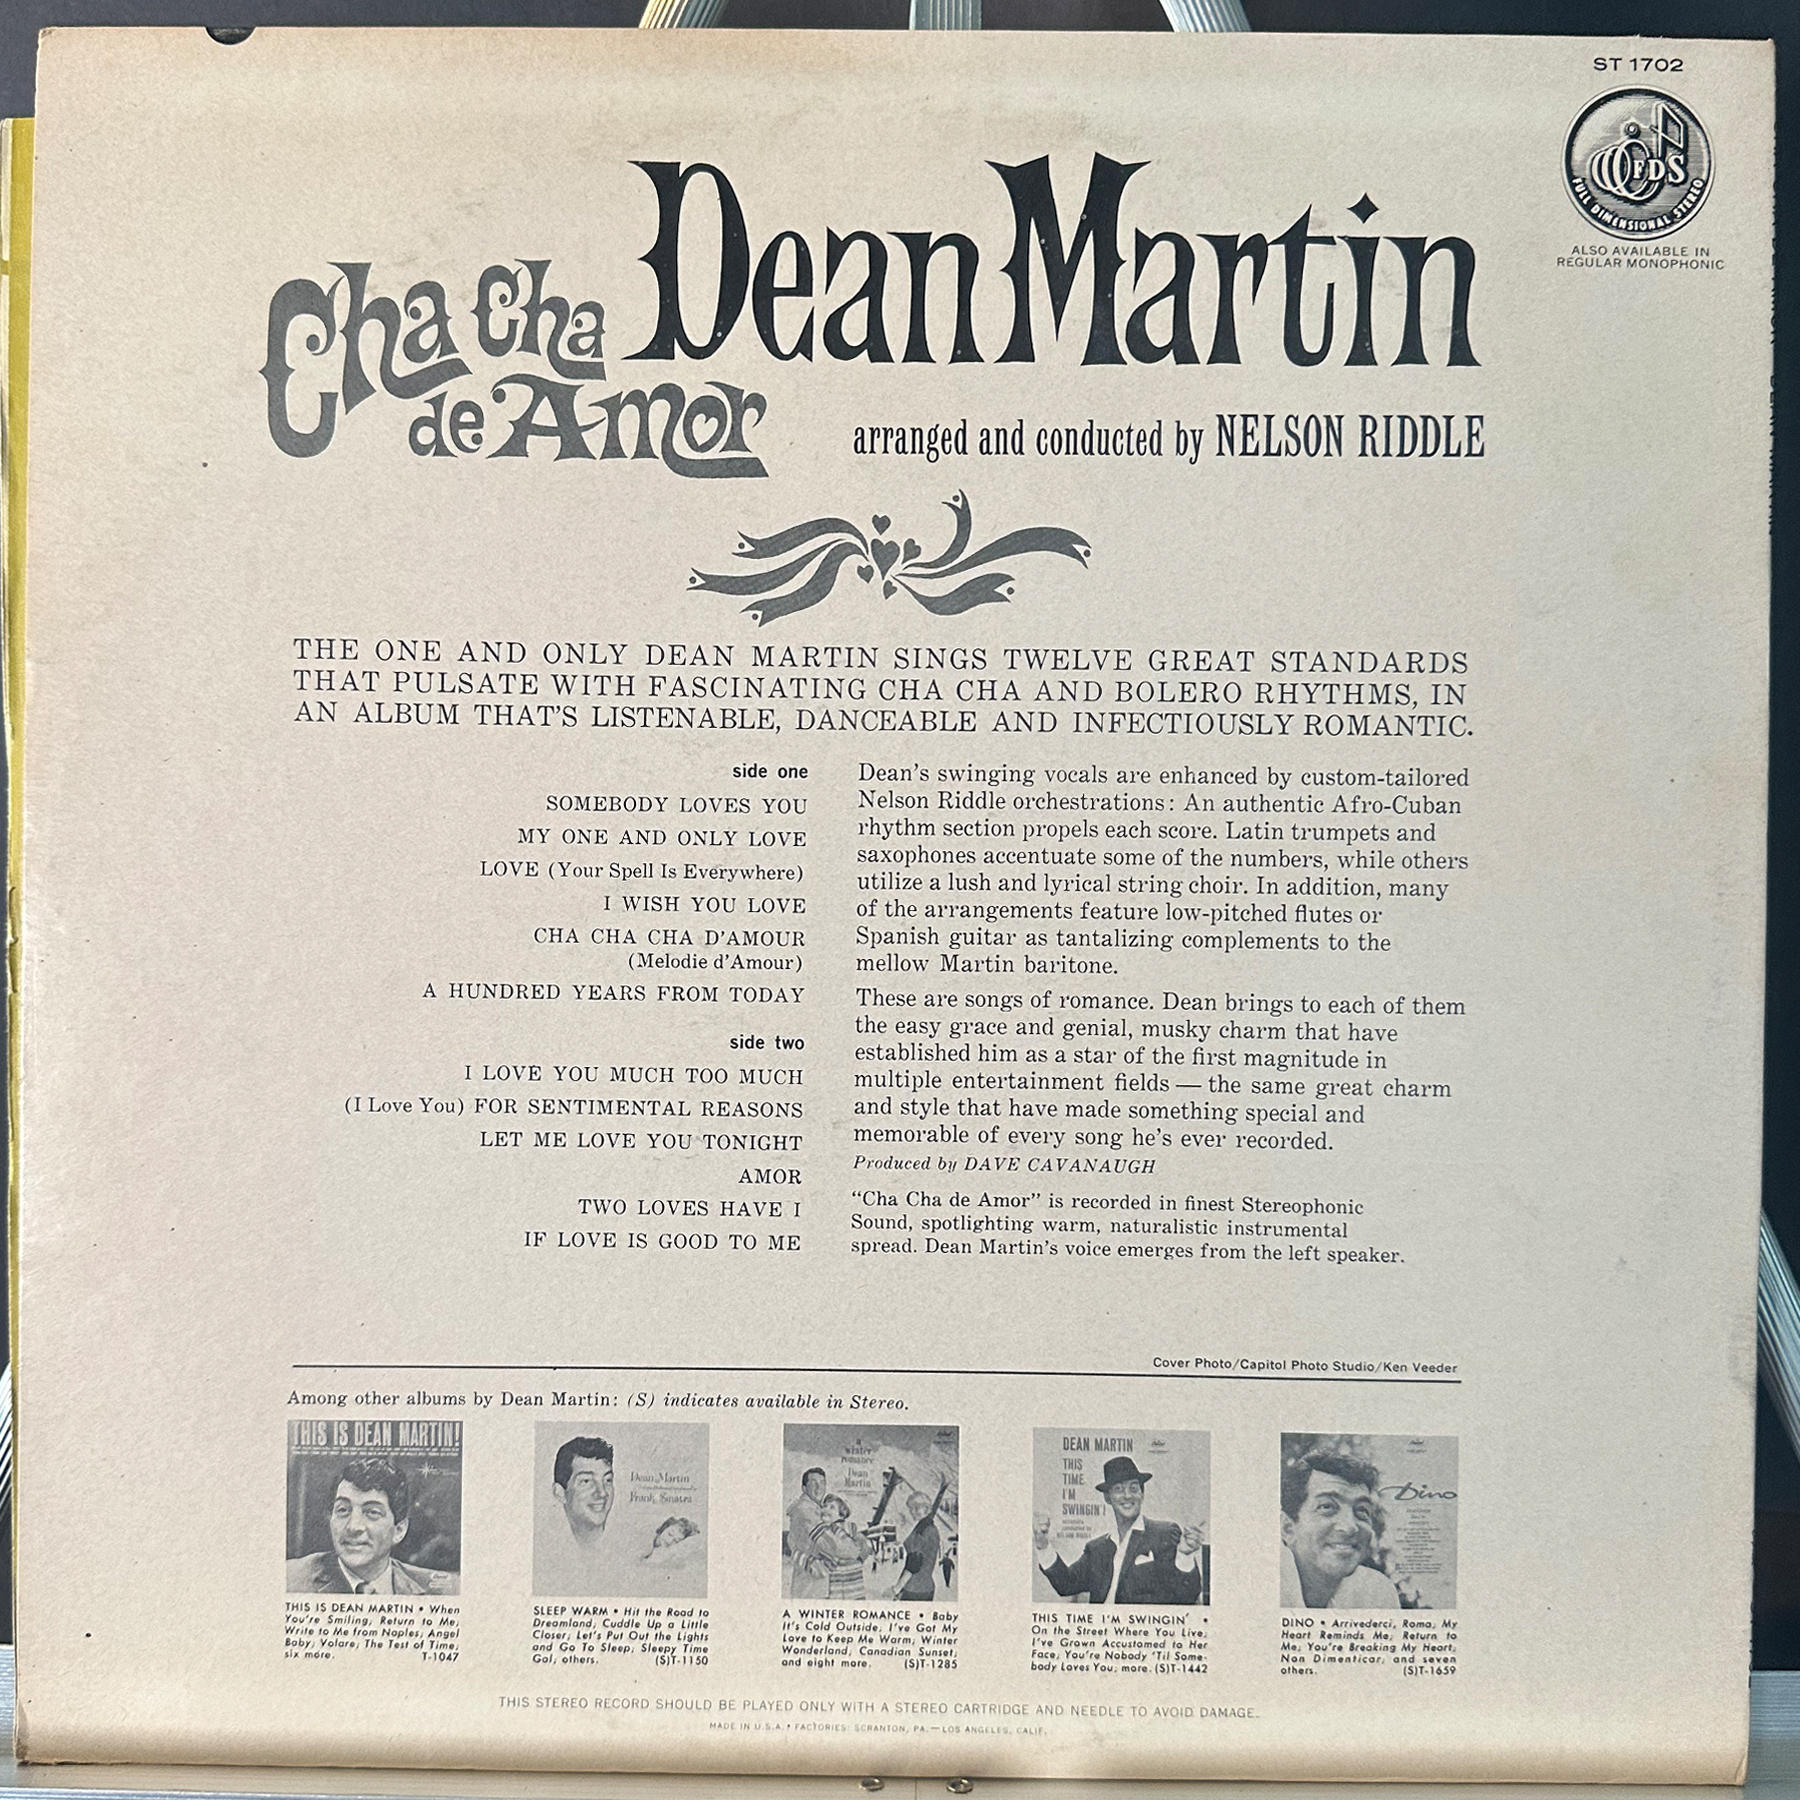 ST 1702
FDS
FULL DIMENSIONAL STEREO
ALSO AVAILABLE IN
REGULAR MONOPHONIC
Dean Martin
Cha Cha
de Amor
arranged and conducted by NELSON RIDDLE
THE ONE AND ONLY DEAN MARTIN SINGS TWELVE GREAT STANDARDS
THAT PULSATE WITH FASCINATING CHA CHA AND BOLERO RHYTHMS, IN
AN ALBUM THAT'S LISTENABLE, DANCEABLE AND INFECTIOUSLY ROMANTIC.
side one
SOMEBODY LOVES YOU
MY ONE AND ONLY LOVE
LOVE (Your Spell Is Everywhere)
I WISH YOU LOVE
CHA CHA CHA D'AMOUR
(Melodie d'Amour)
A HUNDRED YEARS FROM TODAY
side two
I LOVE YOU MUCH TOO MUCH
(I Love You) FOR SENTIMENTAL REASONS
LET ME LOVE YOU TONIGHT
AMOR
TWO LOVES HAVE I
IF LOVE IS GOOD TO ME
Dean's swinging vocals are enhanced by custom-tailored
Nelson Riddle orchestrations: An authentic Afro-Cuban
rhythm section propels each score. Latin trumpets and
saxophones accentuate some of the numbers, while others
utilize a lush and lyrical string choir. In addition, many
of the arrangements feature low-pitched flutes or
Spanish guitar as tantalizing complements to the
mellow Martin baritone.
These are songs of romance. Dean brings to each of them
the easy grace and genial, musky charm that have
established him as a star of the first magnitude in
multiple entertainment fields — the same great charm
and style that have made something special and
memorable of every song he's ever recorded.
Produced by DAVE CAVANAUGH
"Cha Cha de Amor" is recorded in finest Stereophonic
Sound, spotlighting warm, naturalistic instrumental
spread. Dean Martin's voice emerges from the left speaker.
Cover Photo/Capitol Photo Studio/Ken Veeder
Among other albums by Dean Martin: (S) indicates available in Stereo.
THIS IS DEAN MARTIN!
THIS IS DEAN MARTIN • When
You're Smiling, Return to Me,
Write to Me from Naples, Angel
Baby, Volare, The Test of Time,
six more. T-1047
Dean Martin
Frank Sinatra
SLEEP WARM • Hit the Road to
Dreamland, Cuddle Up a Little
Closer, Let's Put Out the Lights
and Go To Sleep, Sleepy Time
Gal, others. (S)T-1150
a
winter
romance
Dean
Martin
A WINTER ROMANCE • Baby
It's Cold Outside, I've Got My
Love to Keep Me Warm, Winter
Wonderland, Canadian Sunset,
and eight more. (S)T-1285
DEAN MARTIN
THIS
TIME
I'M
SWINGIN'!
THIS TIME I'M SWINGIN' •
On the Street Where You Live,
I've Grown Accustomed to Her
Face, You're Nobody 'Til Some-
body Loves You, more. (S)T-1442
Dino
DINO • Arrivederci, Roma, My
Heart Reminds Me, Return to
Me, You're Breaking My Heart,
Non Dimenticar, and seven
others. (S)T-1659
THIS STEREO RECORD SHOULD BE PLAYED ONLY WITH A STEREO CARTRIDGE AND NEEDLE TO AVOID DAMAGE.
MADE IN U.S.A. • FACTORIES: SCRANTON, PA.—LOS ANGELES, CALIF.